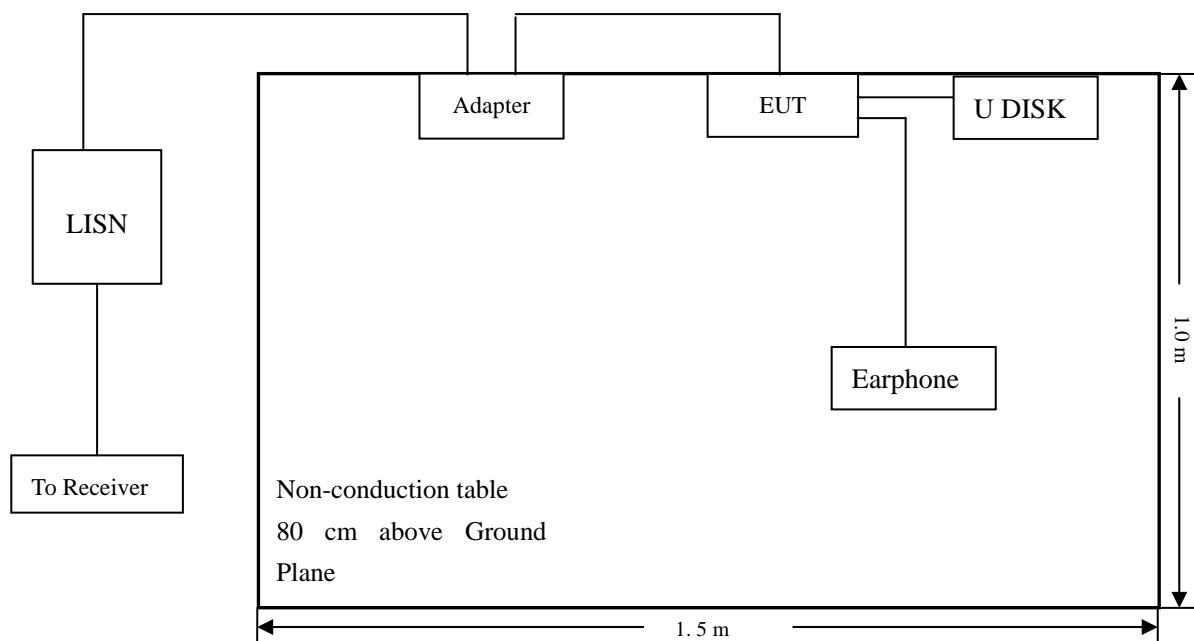 Adapter
EUT
U DISK
LISN
1.0 m
Earphone
To Receiver
Non-conduction table
80 cm above Ground
Plane
1. 5 m